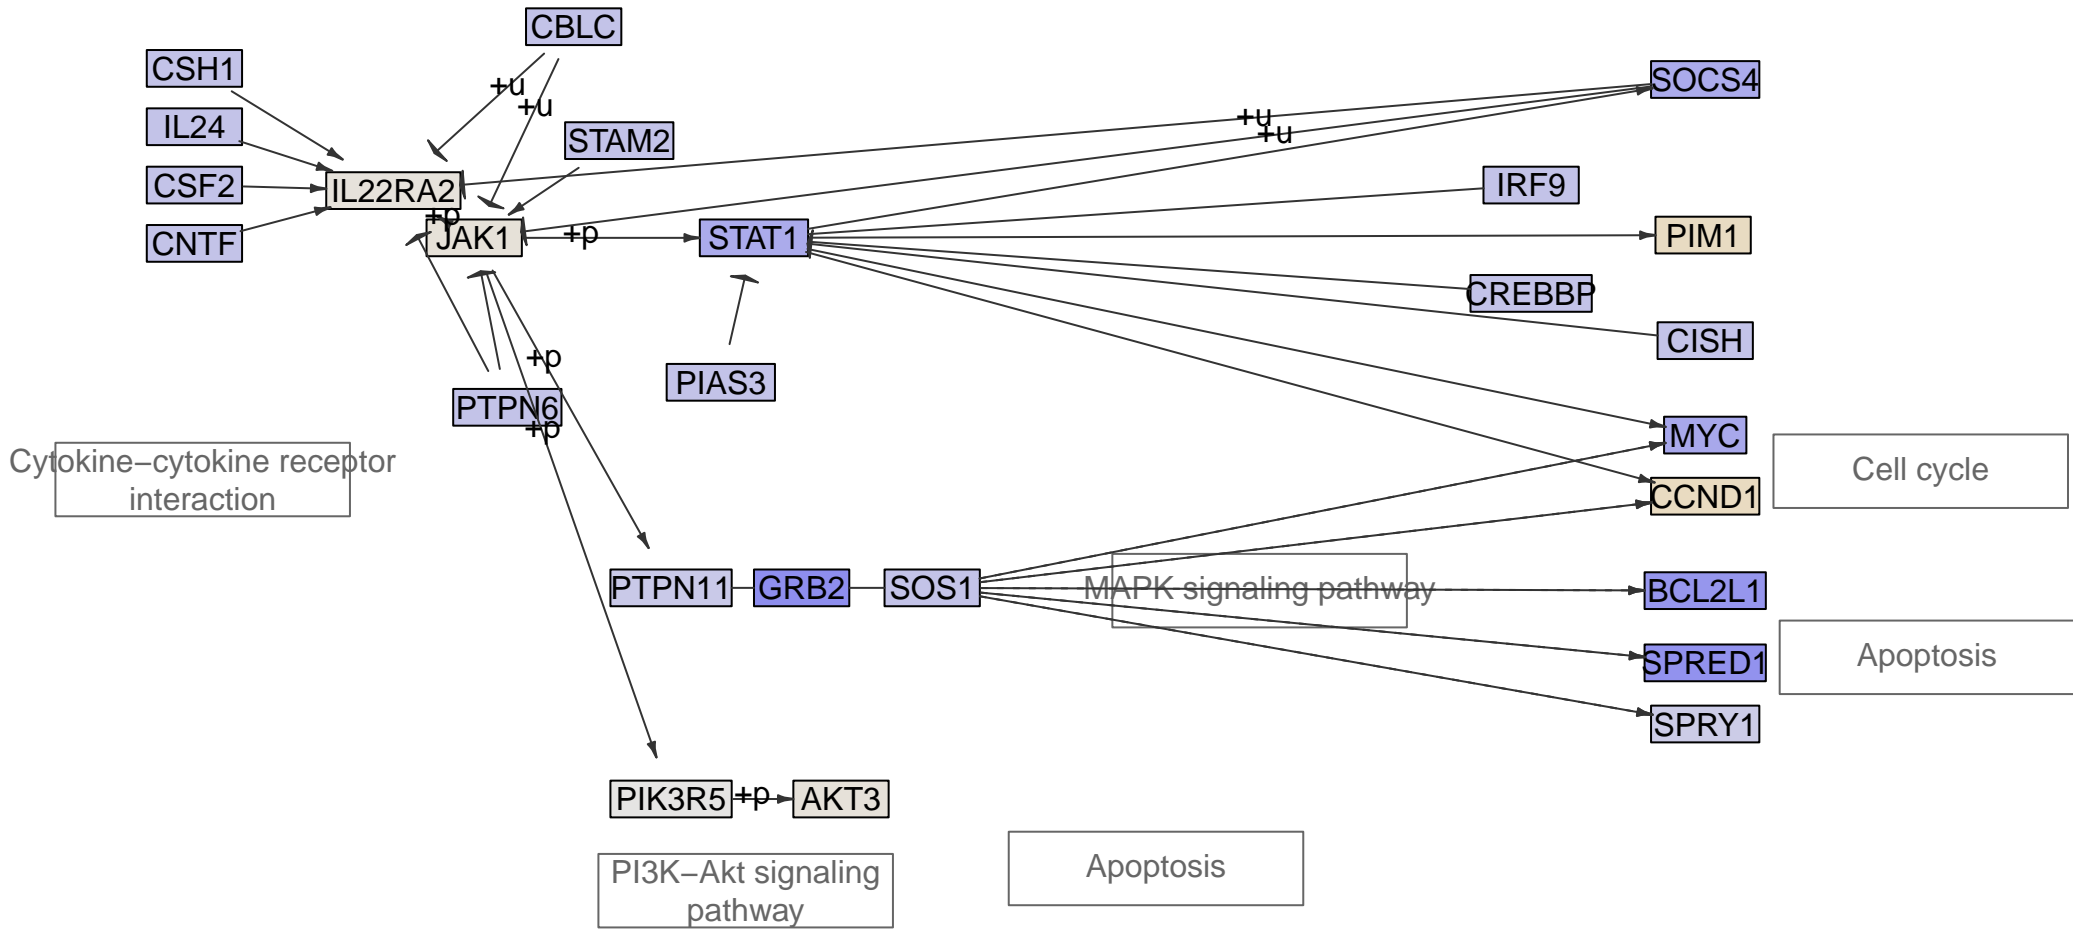 CBLC
CSH1
+u
SOCS4
+u
IL24
+u
+u
STAM2
CSF2
IL22RA2
IRF9
+p
CNTF
JAK1
+p
STAT1
PIM1
CREBBP
CISH
+p
PIAS3
PTPN6
+p
MYC
Cytokine−cytokine receptor
interaction
Cell cycle
CCND1
PTPN11
GRB2
SOS1
MAPK signaling pathway
BCL2L1
SPRED1
Apoptosis
SPRY1
PIK3R5
+p
AKT3
PI3K−Akt signaling
pathway
Apoptosis